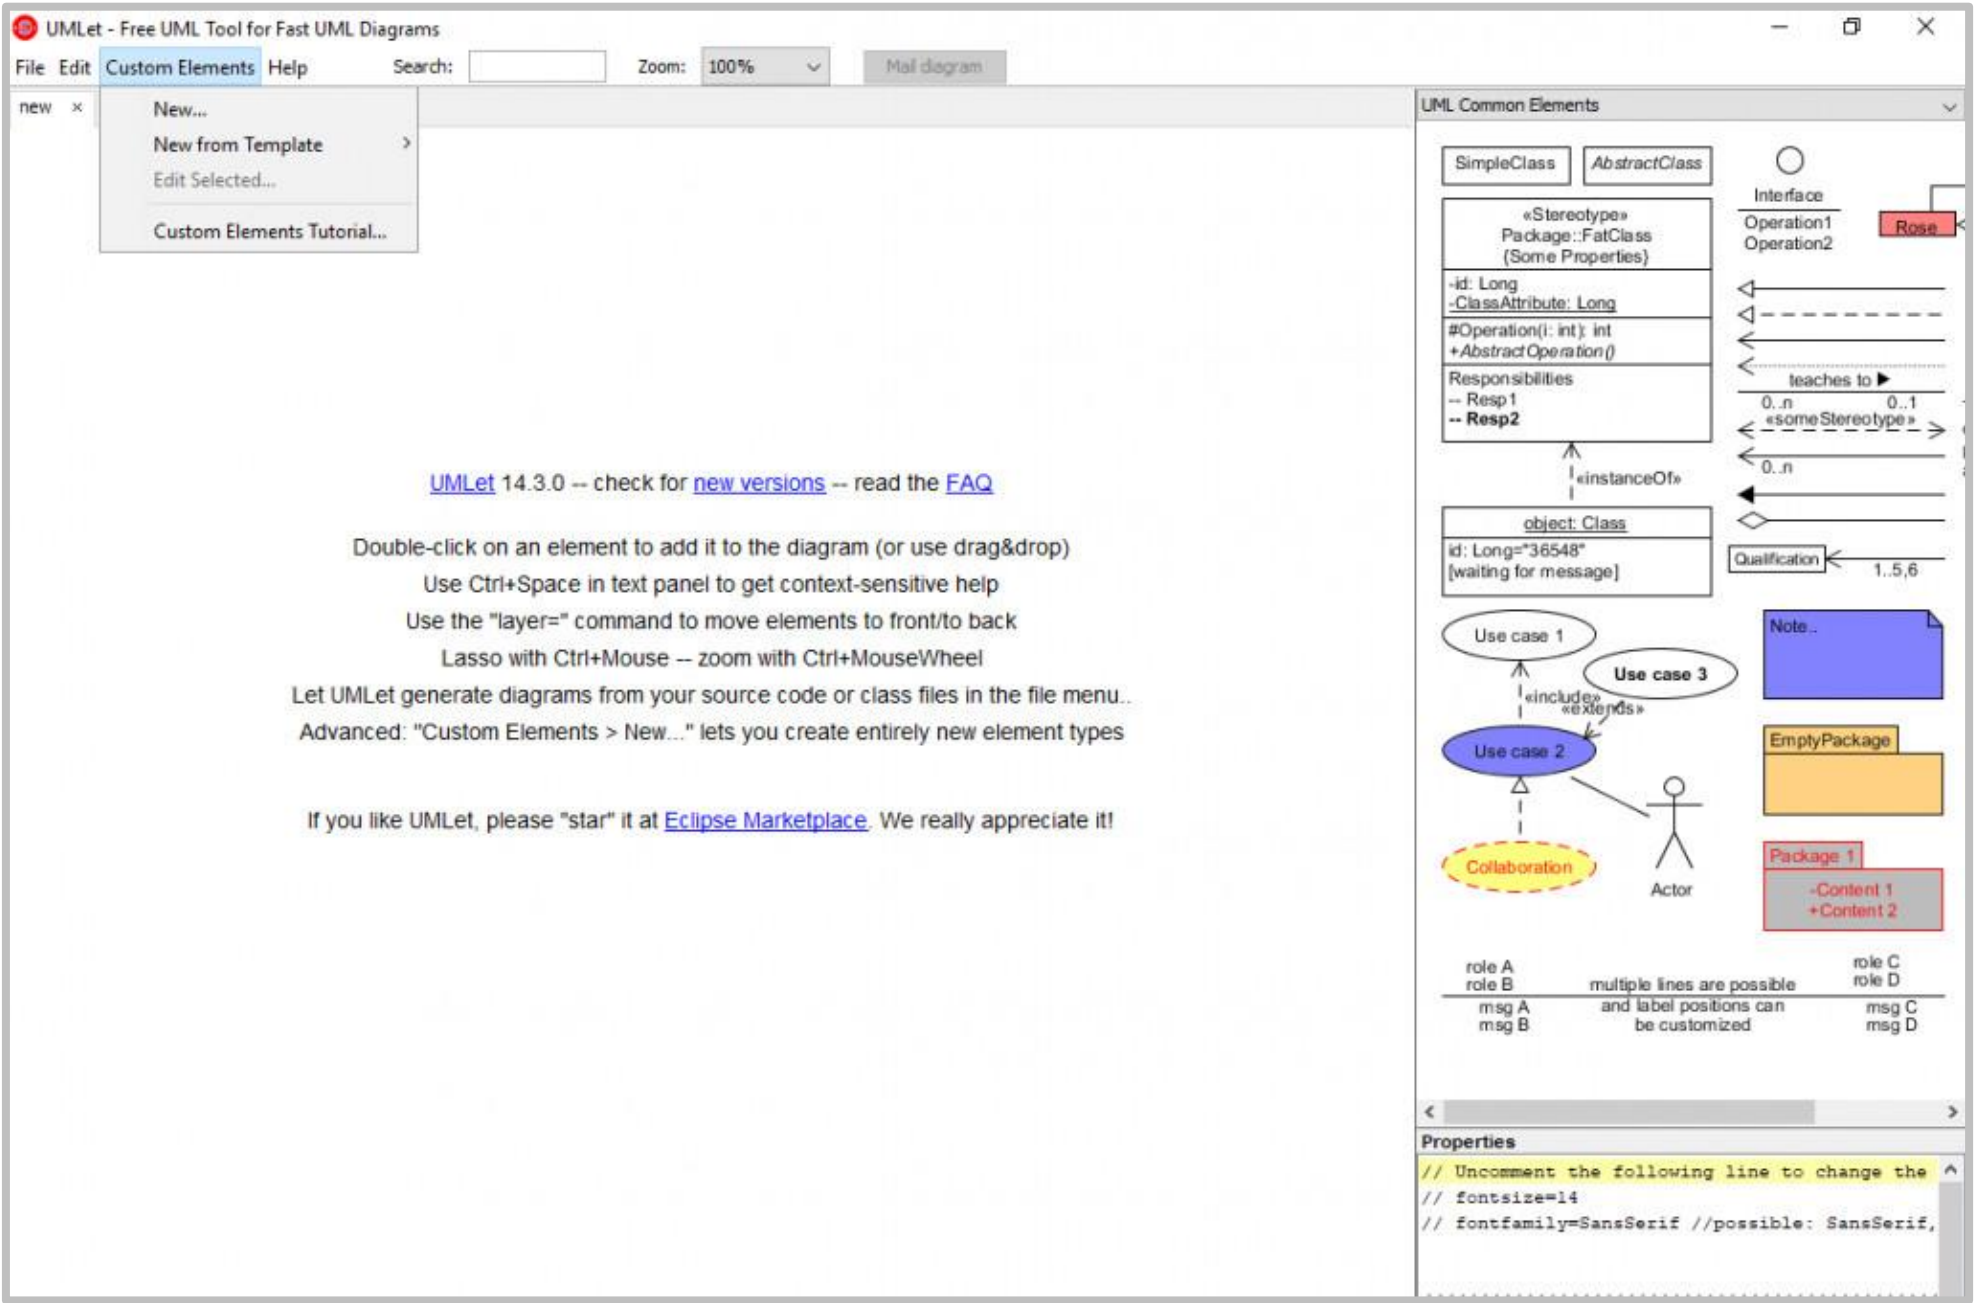 UMLet - Free UML Tool for Fast UML Diagrams
File Edit Custom Elements Help Search: Zoom: 100% Mail diagram
new ×
New...
New from Template
Edit Selected...
Custom Elements Tutorial...
UMLet 14.3.0 -- check for new versions -- read the FAQ
Double-click on an element to add it to the diagram (or use drag&drop)
Use Ctrl+Space in text panel to get context-sensitive help
Use the "layer=" command to move elements to front/to back
Lasso with Ctrl+Mouse -- zoom with Ctrl+MouseWheel
Let UMLet generate diagrams from your source code or class files in the file menu..
Advanced: "Custom Elements > New..." lets you create entirely new element types
If you like UMLet, please "star" it at Eclipse Marketplace. We really appreciate it!
UML Common Elements
SimpleClass
AbstractClass
Interface
Operation1
Operation2
Rose
«Stereotype»
Package::FatClass
{Some Properties}
-id: Long
-ClassAttribute: Long
#Operation(i: int): int
+AbstractOperation()
Responsibilities
-- Resp1
-- Resp2
teaches to ▶
0..n 0..1
«someStereotype»
0..n
«instanceOf»
object: Class
id: Long="36548"
[waiting for message]
Qualification
1..5,6
Use case 1
Use case 3
«include»
«extends»
Use case 2
Collaboration
Actor
Note..
EmptyPackage
Package 1
-Content 1
+Content 2
role A
role B
msg A
msg B
multiple lines are possible
and label positions can
be customized
role C
role D
msg C
msg D
Properties
// Uncomment the following line to change the
// fontsize=14
// fontfamily=SansSerif //possible: SansSerif,